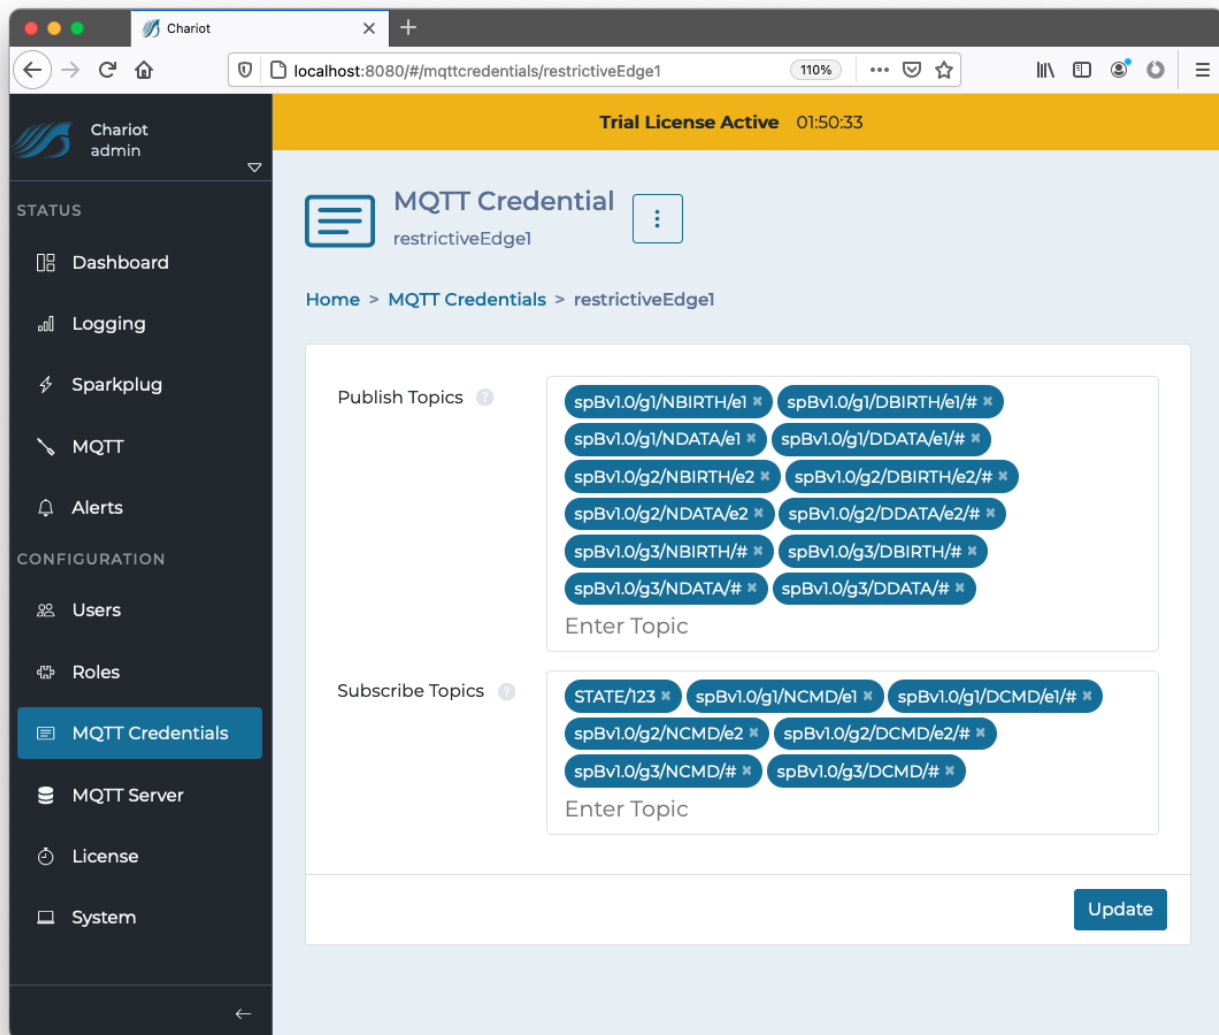 Chariot
localhost:8080/#/mqttcredentials/restrictiveEdge1 110%
Chariot
admin
Trial License Active 01:50:33
STATUS
Dashboard
Logging
Sparkplug
MQTT
Alerts
CONFIGURATION
Users
Roles
MQTT Credentials
MQTT Server
License
System
MQTT Credential
restrictiveEdge1
Home > MQTT Credentials > restrictiveEdge1
Publish Topics ?
spBv1.0/g1/NBIRTH/e1 × spBv1.0/g1/DBIRTH/e1/# ×
spBv1.0/g1/NDATA/e1 × spBv1.0/g1/DDATA/e1/# ×
spBv1.0/g2/NBIRTH/e2 × spBv1.0/g2/DBIRTH/e2/# ×
spBv1.0/g2/NDATA/e2 × spBv1.0/g2/DDATA/e2/# ×
spBv1.0/g3/NBIRTH/# × spBv1.0/g3/DBIRTH/# ×
spBv1.0/g3/NDATA/# × spBv1.0/g3/DDATA/# ×
Enter Topic
Subscribe Topics ?
STATE/123 × spBv1.0/g1/NCMD/e1 × spBv1.0/g1/DCMD/e1/# ×
spBv1.0/g2/NCMD/e2 × spBv1.0/g2/DCMD/e2/# ×
spBv1.0/g3/NCMD/# × spBv1.0/g3/DCMD/# ×
Enter Topic
Update